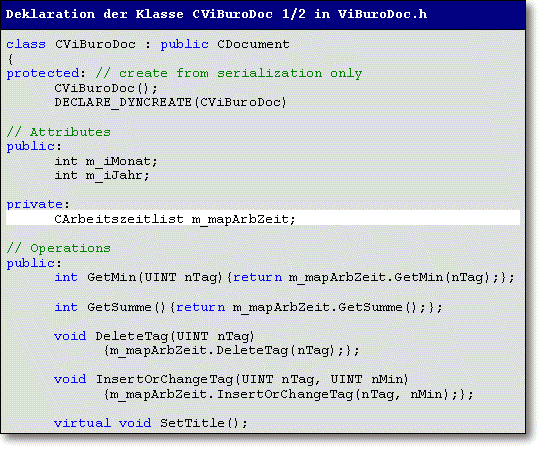 Deklaration der Klasse CViBuroDoc 1/2 in ViBuroDoc.h
class CViBuroDoc : public CDocument
{
protected: // create from serialization only
CViBuroDoc();
DECLARE_DYNCREATE(CViBuroDoc)
// Attributes
public:
int m_iMonat;
int m_iJahr;
private:
CArbeitszeitlist m_mapArbZeit;
// Operations
public:
int GetMin(UINT nTag){return m_mapArbZeit.GetMin(nTag);};
int GetSumme(){return m_mapArbZeit.GetSumme();};
void DeleteTag(UINT nTag)
{m_mapArbZeit.DeleteTag(nTag);};
void InsertOrChangeTag(UINT nTag, UINT nMin)
{m_mapArbZeit.InsertOrChangeTag(nTag, nMin);};
virtual void SetTitle();